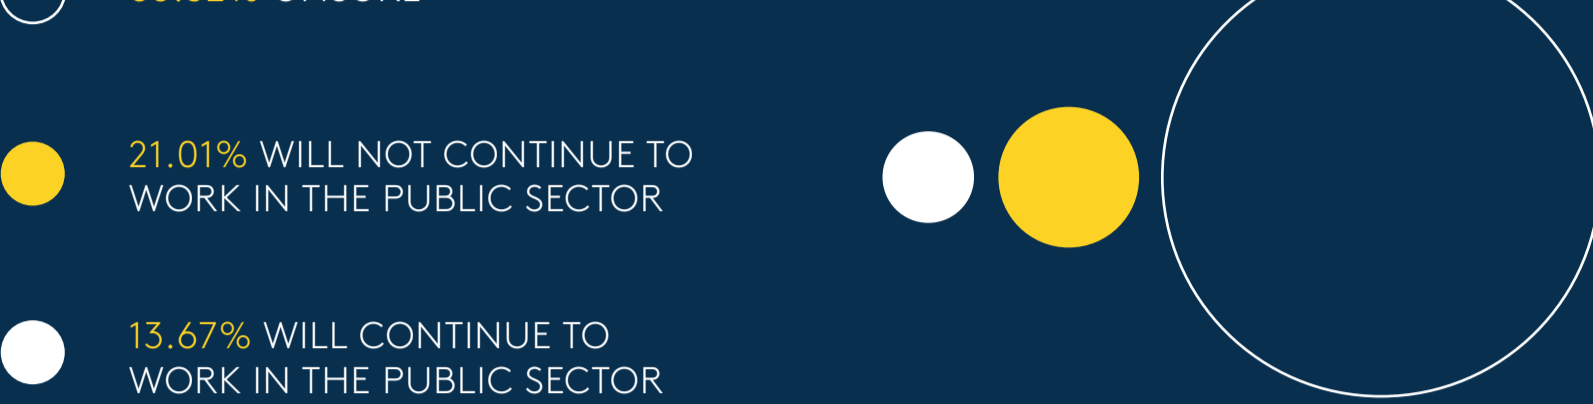 21.01% WILL NOT CONTINUE TO
WORK IN THE PUBLIC SECTOR
13.67% WILL CONTINUE TO
WORK IN THE PUBLIC SECTOR